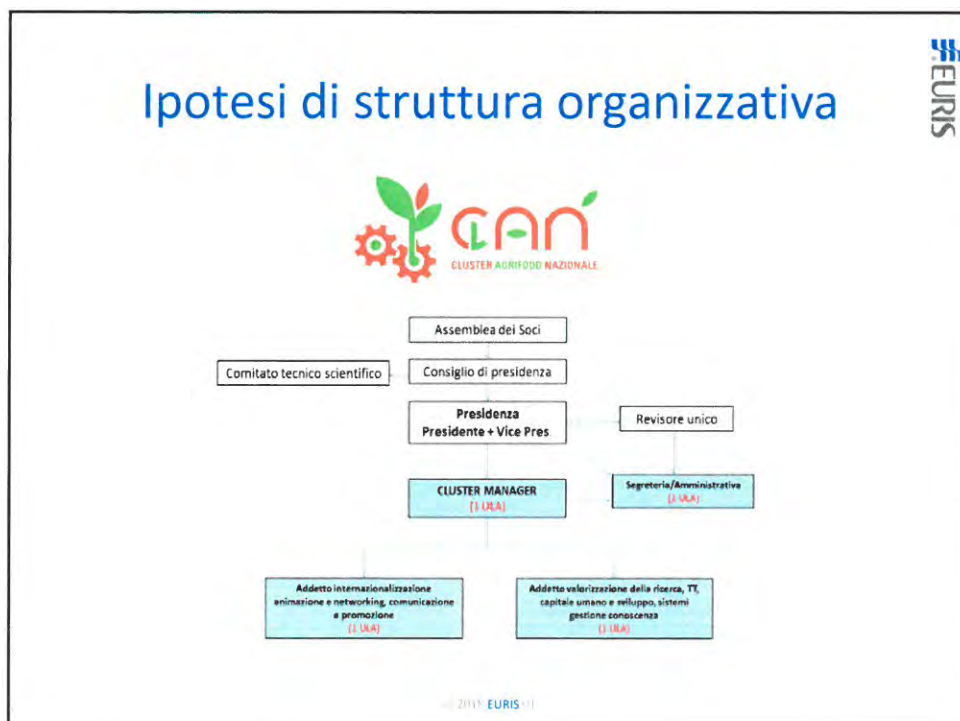 Ipotesi di struttura organizzativa
EURIS
CLAN
CLUSTER AGRIFOOD NAZIONALE
Assemblea dei Soci
Comitato tecnico scientifico
Consiglio di presidenza
Presidenza
Presidente + Vice Pres
Revisore unico
CLUSTER MANAGER
(1 ULA)
Segreteria/Amministrativa
(1 ULA)
Addetto internazionalizzazione
animazione e networking, comunicazione
e promozione
(1 ULA)
Addetto valorizzazione della ricerca, TT,
capitale umano e sviluppo, sistemi
gestione conoscenza
(1 ULA)
EURIS